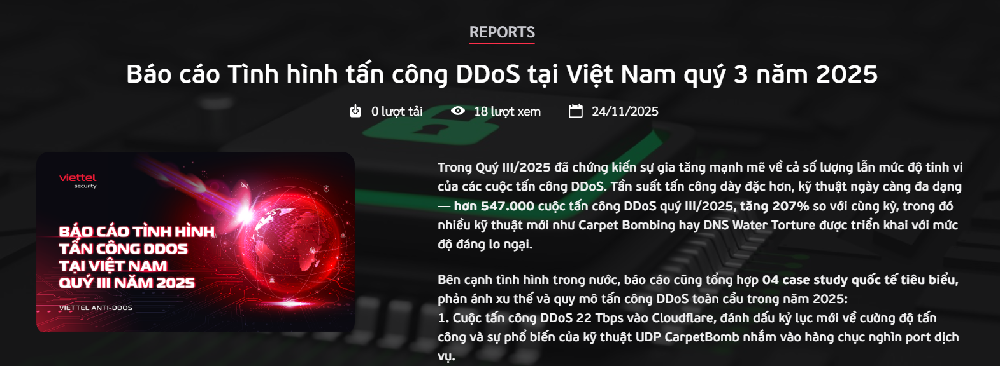 REPORTS
Báo cáo Tình hình tấn công DDoS tại Việt Nam quý 3 năm 2025
0 lượt tải 18 lượt xem 24/11/2025
viettel
security
BÁO CÁO TÌNH HÌNH
TẤN CÔNG DDOS
TẠI VIỆT NAM
QUÝ III NĂM 2025
VIETTEL ANTI-DDOS
Trong Quý III/2025 đã chứng kiến sự gia tăng mạnh mẽ về cả số lượng lẫn mức độ tinh vi
của các cuộc tấn công DDoS. Tần suất tấn công dày đặc hơn, kỹ thuật ngày càng đa dạng
— hơn 547.000 cuộc tấn công DDoS quý III/2025, tăng 207% so với cùng kỳ, trong đó
nhiều kỹ thuật mới như Carpet Bombing hay DNS Water Torture được triển khai với mức
độ đáng lo ngại.
Bên cạnh tình hình trong nước, báo cáo cũng tổng hợp 04 case study quốc tế tiêu biểu,
phản ánh xu thế và quy mô tấn công DDoS toàn cầu trong năm 2025:
1. Cuộc tấn công DDoS 22 Tbps vào Cloudflare, đánh dấu kỷ lục mới về cường độ tấn
công và sự phổ biến của kỹ thuật UDP CarpetBomb nhắm vào hàng chục nghìn port dịch
vụ.